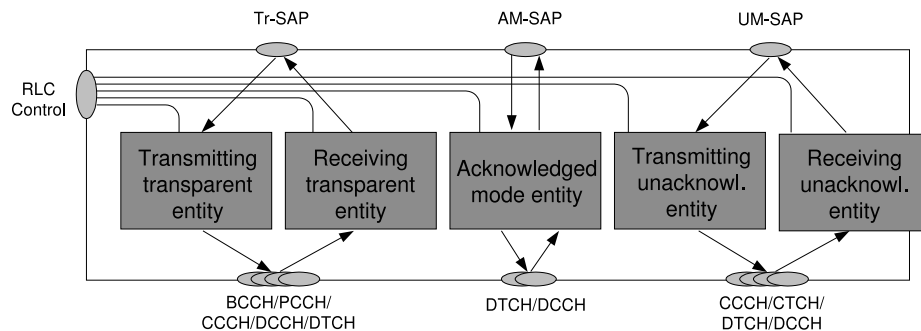 Tr-SAP
AM-SAP
UM-SAP
RLC
Control
Transmitting
transparent
entity
Receiving
transparent
entity
Acknowledged
mode entity
Transmitting
unacknowl.
entity
Receiving
unacknowl.
entity
BCCH/PCCH/
CCCH/DCCH/DTCH
DTCH/DCCH
CCCH/CTCH/
DTCH/DCCH